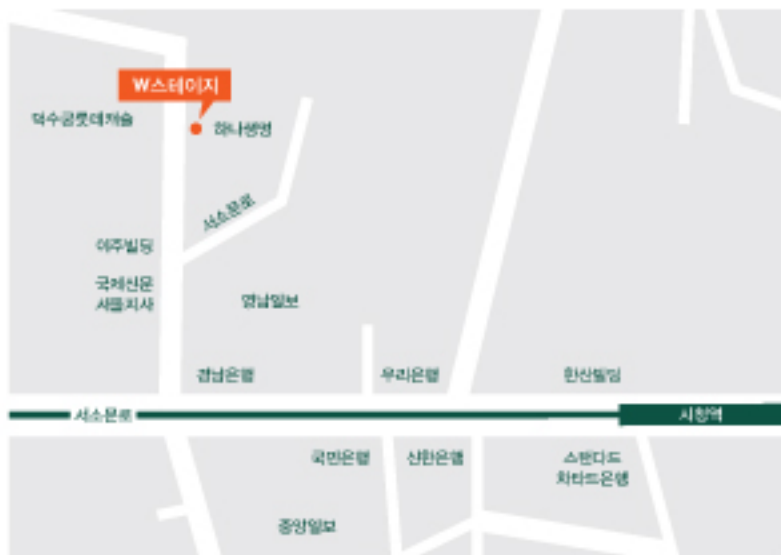 W스테이지
덕수궁롯데캐슬
하나생명
서소문로
아주빌딩
국제신문
서울지사
영남일보
경남은행
우리은행
한산빌딩
서소문로
시청역
국민은행
신한은행
스탠다드
차타드은행
중앙일보